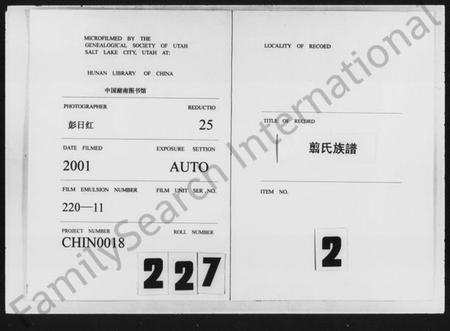 MICROFILMED BY THE
GENEALOGICAL SOCIETY OF UTAH
SALT LAKE CITY, UTAH AT:
HUNAN LIBRARY OF CHINA
中国湖南图书馆
PHOTOGRAPHER REDUCTIO
彭日红 25
DATE FILMED EXPOSURE SETTION
2001 AUTO
FILM EMULSION NUMBER FILM UNIT SER. NO.
220—11
PROJECT NUMBER ROLL NUMBER
CHIN0018
227
LOCALITY OF RECOED
TITLE OF RECORD
翦氏族譜
ITEM NO.
2
FamilySearch International